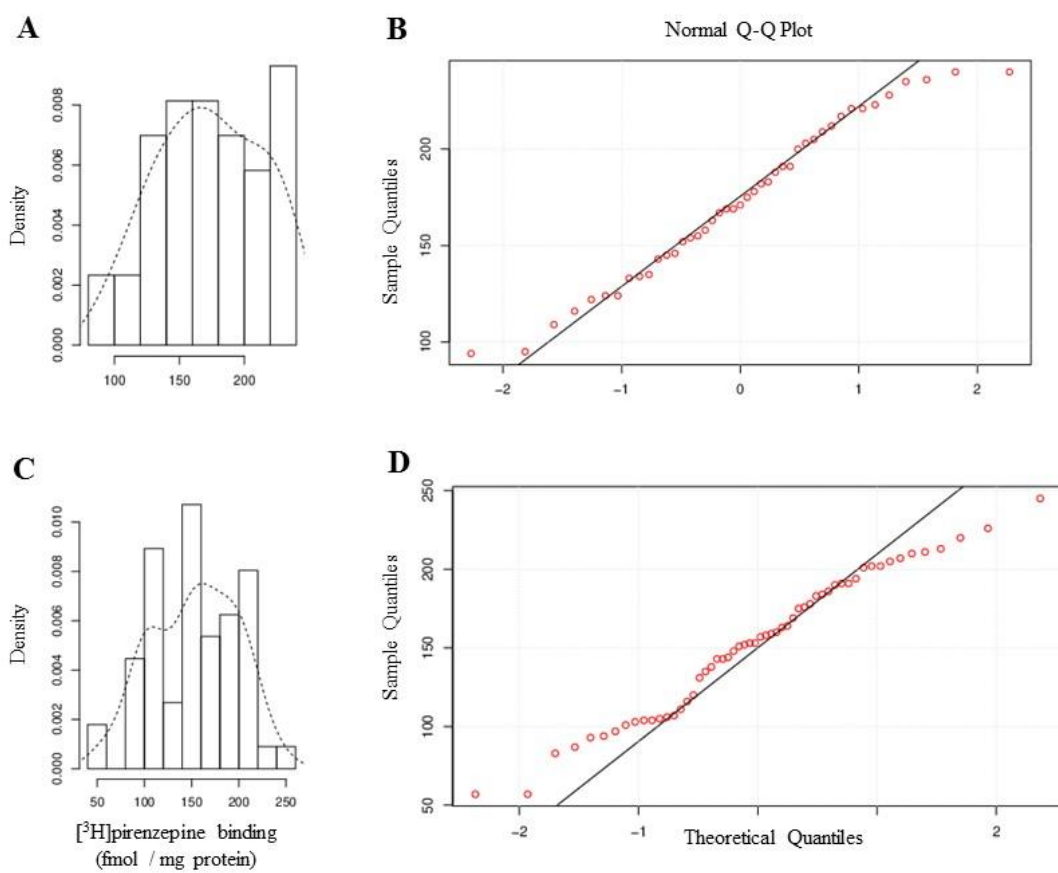 A
Density
0.000 0.002 0.004 0.006 0.008
100 150 200
B
Normal Q-Q Plot
Sample Quantiles
100 150 200
−2 −1 0 1 2
C
Density
0.000 0.002 0.004 0.006 0.008 0.010
50 100 150 200 250
[³H]pirenzepine binding
(fmol / mg protein)
D
Sample Quantiles
50 100 150 200 250
−2 −1 Theoretical Quantiles 2